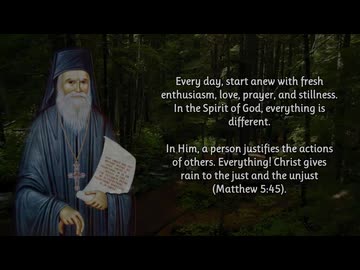 Every day, start anew with fresh
enthusiasm, love, prayer, and stillness.
In the Spirit of God, everything is
different.
In Him, a person justifies the actions
of others. Everything! Christ gives
rain to the just and the unjust
(Matthew 5:45).